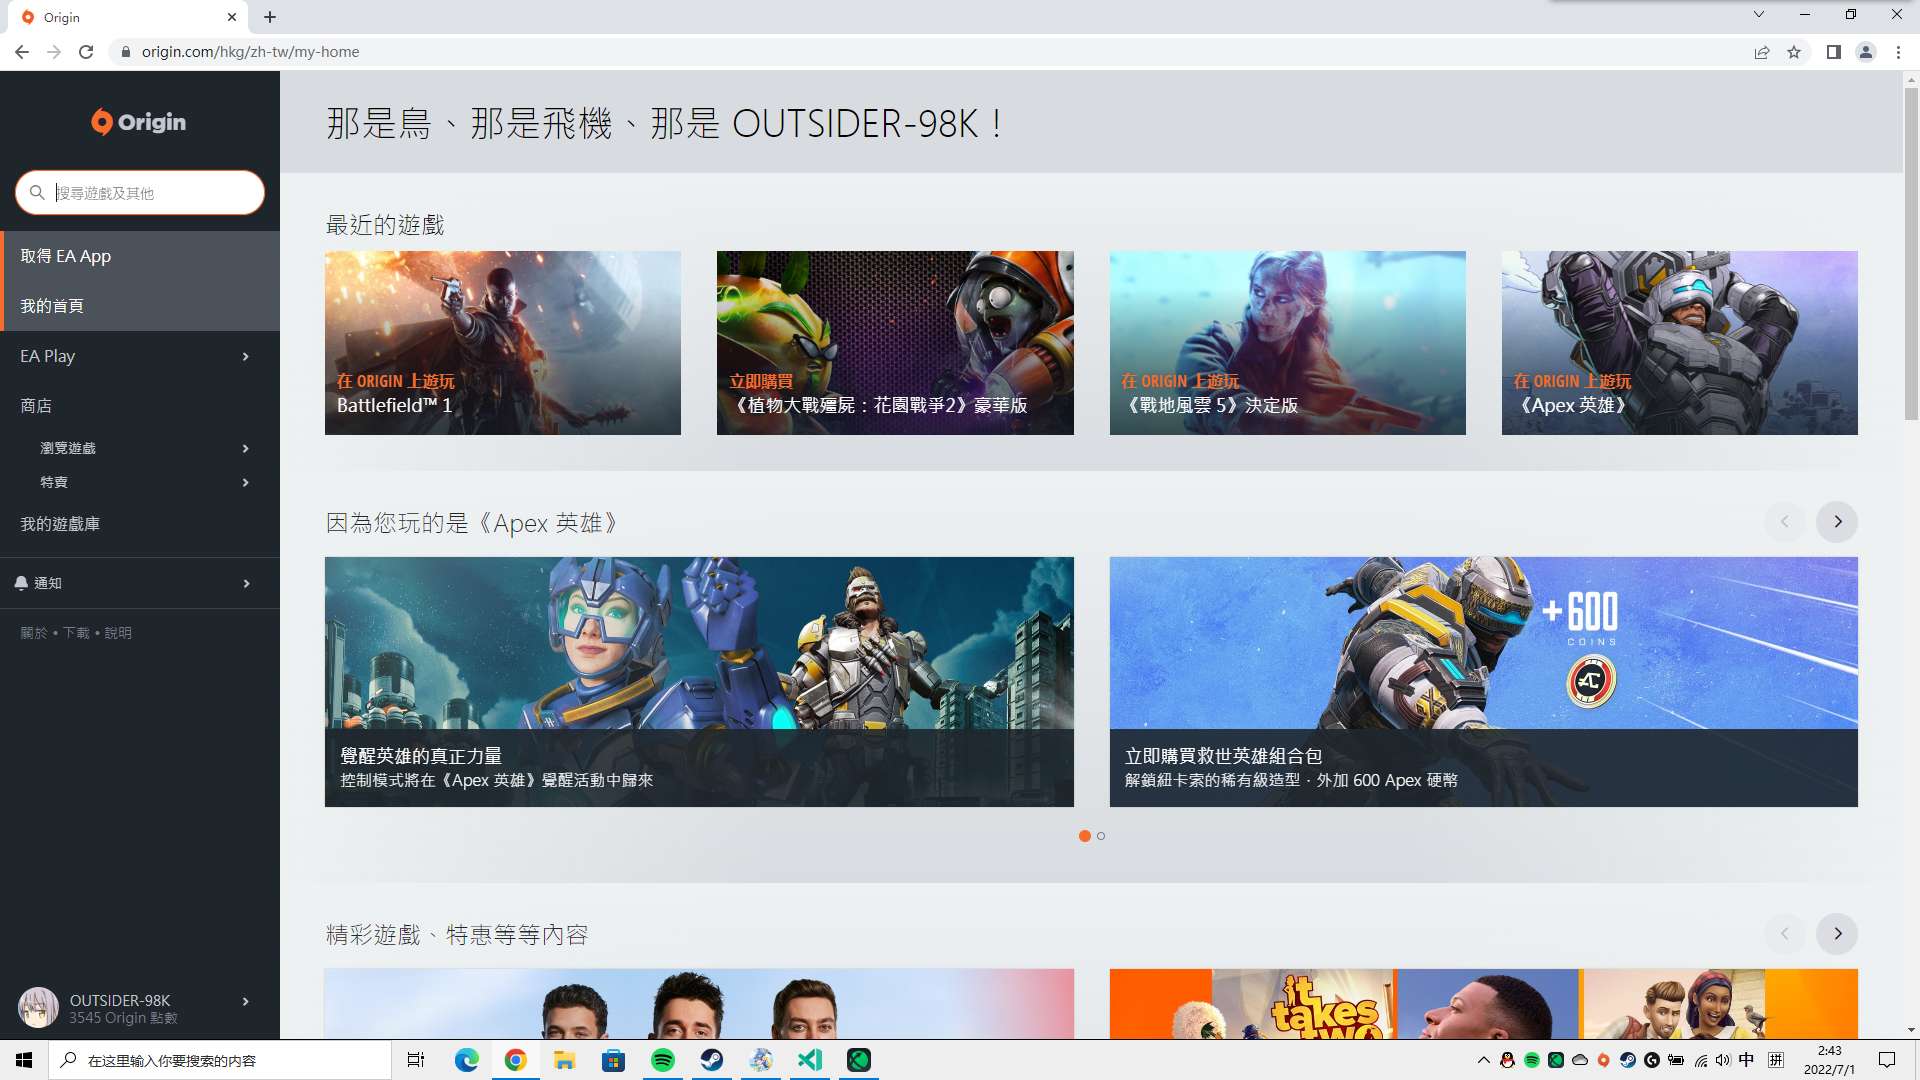 Origin
origin.com/hkg/zh-tw/my-home
Origin
搜尋遊戲及其他
取得 EA App
我的首頁
EA Play
商店
瀏覽遊戲
特賣
我的遊戲庫
通知
關於 • 下載 • 說明
OUTSIDER-98K
3545 Origin 點數
那是鳥、那是飛機、那是 OUTSIDER-98K！
最近的遊戲
在 ORIGIN 上遊玩
Battlefield™ 1
立即購買
《植物大戰殭屍：花園戰爭2》豪華版
在 ORIGIN 上遊玩
《戰地風雲 5》決定版
在 ORIGIN 上遊玩
《Apex 英雄》
因為您玩的是《Apex 英雄》
覺醒英雄的真正力量
控制模式將在《Apex 英雄》覺醒活動中歸來
+600
COINS
立即購買救世英雄組合包
解鎖紐卡索的稀有級造型，外加 600 Apex 硬幣
精彩遊戲、特惠等等內容
it
takes
two
在这里输入你要搜索的内容
中
拼
2:43
2022/7/1